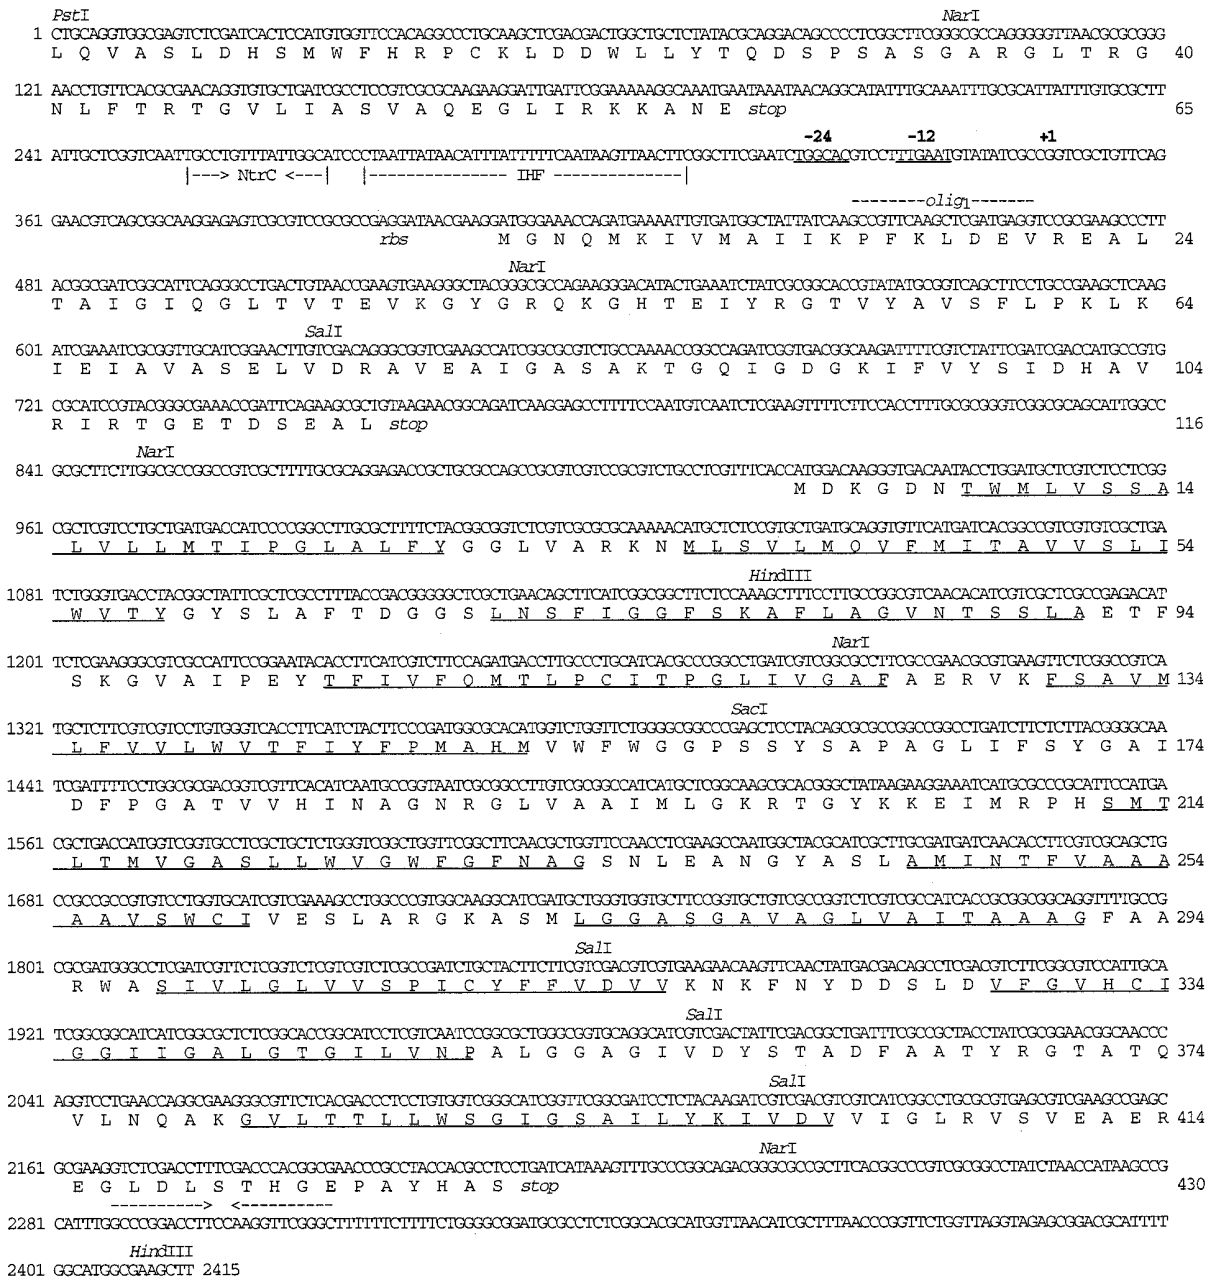 PstI NarI
1 CTGCAGGTGGCGAGTCTCGATCACTCCATGTGGTTCCACAGGCCCTGCAAGCTCGACGACTGGCTGCTCTATACGCAGGACAGCCCCTCGGCTTCGGGCGCCAGGGGGTTAACGCGCGGG
L Q V A S L D H S M W F H R P C K L D D W L L Y T Q D S P S A S G A R G L T R G 40
121 AACCTGTTCACGCGAACAGGTGTGCTGATCGCCTCCGTCGCGCAAGAAGGATTGATTCGGAAAAAGGCAAATGAATAAATAACAGGCATATTTGCAAATTTGCGCATTATTTGTGCGCTT
N L F T R T G V L I A S V A Q E G L I R K K A N E stop 65
-24 -12 +1
241 ATTGCTCGGTCAATTGCCTGTTTATTGGCATCCCTAATTATAACATTTATTTTTCAATAAGTTAACTTCGGCTTCGAATCTGGCACGTCCTTTGAATGTATATCGCCGGTCGCTGTTCAG
|---> NtrC <---| |--------------- IHF ------------------|
--------olig1-------
361 GAACGTCAGCGGCAAGGAGAGTCGCGTCCGCGCCGAGGATAACGAAGGATGGGAAACCAGATGAAAATTGTGATGGCTATTATCAAGCCGTTCAAGCTCGATGAGGTCCGCGAAGCCCTT
rbs M G N Q M K I V M A I I K P F K L D E V R E A L 24
NarI
481 ACGGCGATCGGCATTCAGGGCCTGACTGTAACCGAAGTGAAGGGCTACGGGCGCCAGAAGGGACATACTGAAATCTATCGCGGCACCGTATATGCGGTCAGCTTCCTGCCGAAGCTCAAG
T A I G I Q G L T V T E V K G Y G R Q K G H T E I Y R G T V Y A V S F L P K L K 64
SalI
601 ATCGAAATCGCGGTTGCATCGGAACTTGTCGACAGGGCGGTCGAAGCCATCGGCGCGTCTGCCAAAACCGGCCAGATCGGTGACGGCAAGATTTTCGTCTATTCGATCGACCATGCCGTG
I E I A V A S E L V D R A V E A I G A S A K T G Q I G D G K I F V Y S I D H A V 104
721 CGCATCCGTACGGGCGAAACCGATTCAGAAGCGCTGTAAGAACGGCAGATCAAGGAGCCTTTTCCAATGTCAATCTCGAAGTTTTCTTCCACCTTTGCGCGGGTCGGCGCAGCATTGGCC
R I R T G E T D S E A L stop 116
NarI
841 GCGCTTCTTGGCGCCGGCCGTCGCTTTTGCGCAGGAGACCGCTGCGCCAGCCGCGTCGTCCGCGTCTGCCTCGTTTCACCATGGACAAGGGTGACAATACCTGGATGCTCGTCTCCTCGG
M D K G D N T W M L V S S A 14
961 CGCTCGTCCTGCTGATGACCATCCCCGGCCTTGCGCTTTTCTACGGCGGTCTCGTCGCGCGCAAAAACATGCTCTCCGTGCTGATGCAGGTGTTCATGATCACGGCCGTCGTGTCGCTGA
L V L L M T I P G L A L F Y G G L V A R K N M L S V L M Q V F M I T A V V S L I 54
HindIII
1081 TCTGGGTGACCTACGGCTATTCGCTCGCCTTTACCGACGGGGGCTCGCTGAACAGCTTCATCGGCGGCTTCTCCAAAGCTTTCCTTGCCGGCGTCAACACATCGTCGCTCGCCGAGACAT
W V T Y G Y S L A F T D G G S L N S F I G G F S K A F L A G V N T S S L A E T F 94
NarI
1201 TCTCGAAGGGCGTCGCCATTCCGGAATACACCTTCATCGTCTTCCAGATGACCTTGCCCTGCATCACGCCCGGCCTGATCGTCGGCGCCTTCGCCGAACGCGTGAAGTTCTCGGCCGTCA
S K G V A I P E Y T F I V F Q M T L P C I T P G L I V G A F A E R V K F S A V M 134
SacI
1321 TGCTCTTCGTCGTCCTGTGGGTCACCTTCATCTACTTCCCGATGGCGCACATGGTCTGGTTCTGGGGCGGCCCGAGCTCCTACAGCGCGCCGGCCGGCCTGATCTTCTCTTACGGGGCAA
L F V V L W V T F I Y F P M A H M V W F W G G P S S Y S A P A G L I F S Y G A I 174
1441 TCGATTTTCCTGGCGCGACGGTCGTTCACATCAATGCCGGTAATCGCGGCCTTGTCGCGGCCATCATGCTCGGCAAGCGCACGGGCTATAAGAAGGAAATCATGCGCCCGCATTCCATGA
D F P G A T V V H I N A G N R G L V A A I M L G K R T G Y K K E I M R P H S M T 214
1561 CGCTGACCATGGTCGGTGCCTCGCTGCTCTGGGTCGGCTGGTTCGGCTTCAACGCTGGTTCCAACCTCGAAGCCAATGGCTACGCATCGCTTGCGATGATCAACACCTTCGTCGCAGCTG
L T M V G A S L L W V G W F G F N A G S N L E A N G Y A S L A M I N T F V A A A 254
1681 CCGCCGCCGTGTCCTGGTGCATCGTCGAAAGCCTGGCCCGTGGCAAGGCATCGATGCTGGGTGGTGCTTCCGGTGCTGTCGCCGGTCTCGTCGCCATCACCGCGGCGGCAGGTTTTGCCG
A A V S W C I V E S L A R G K A S M L G G A S G A V A G L V A I T A A A G F A A 294
SalI
1801 CGCGATGGGCCTCGATCGTTCTCGGTCTCGTCGTCTCGCCGATCTGCTACTTCTTCGTCGACGTCGTGAAGAACAAGTTCAACTATGACGACAGCCTCGACGTCTTCGGCGTCCATTGCA
R W A S I V L G L V V S P I C Y F F V D V V K N K F N Y D D S L D V F G V H C I 334
SalI
1921 TCGGCGGCATCATCGGCGCTCTCGGCACCGGCATCCTCGTCAATCCGGCGCTGGGCGGTGCAGGCATCGTCGACTATTCGACGGCTGATTTCGCCGCTACCTATCGCGGAACGGCAACCC
G G I I G A L G T G I L V N P A L G G A G I V D Y S T A D F A A T Y R G T A T Q 374
SalI
2041 AGGTCCTGAACCAGGCGAAGGGCGTTCTCACGACCCTCCTGTGGTCGGGCATCGGTTCGGCGATCCTCTACAAGATCGTCGACGTCGTCATCGGCCTGCGCGTGAGCGTCGAAGCCGAGC
V L N Q A K G V L T T L L W S G I G S A I L Y K I V D V V I G L R V S V E A E R 414
NarI
2161 GCGAAGGTCTCGACCTTTCGACCCACGGCGAACCCGCCTACCACGCCTCCTGATCATAAAGTTTGCCCGGCAGACGGGCGCCGCTTCACGGCCCGTCGCGGCCTATCTAACCATAAGCCG
E G L D L S T H G E P A Y H A S stop 430
----------> <----------
2281 CATTTGGCCCGGACCTTCCAAGGTTCGGGCTTTTTTCTTTTCTGGGGCGGATGCGCCTCTCGGCACGCATGGTTAACATCGCTTTAACCCGGTTCTGGTTAGGTAGAGCGGACGCATTTT
HindIII
2401 GGCATGGCGAAGCTT 2415